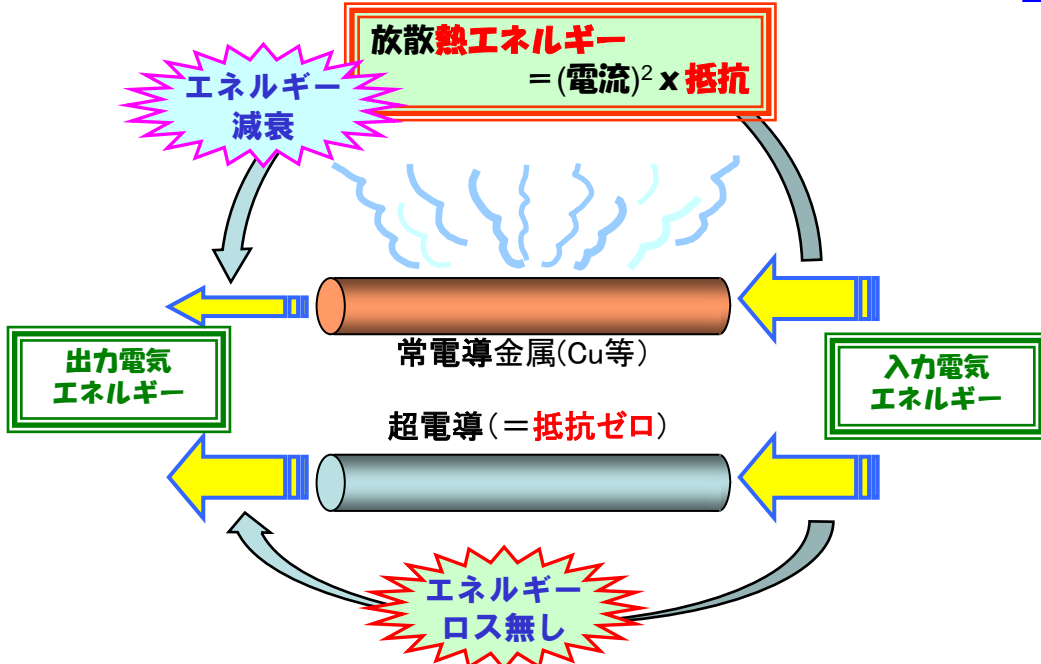 放散熱エネルギー
＝(電流)² x 抵抗
エネルギー
減衰
常電導金属(Cu等)
出力電気
エネルギー
入力電気
エネルギー
超電導(＝抵抗ゼロ)
エネルギー
ロス無し